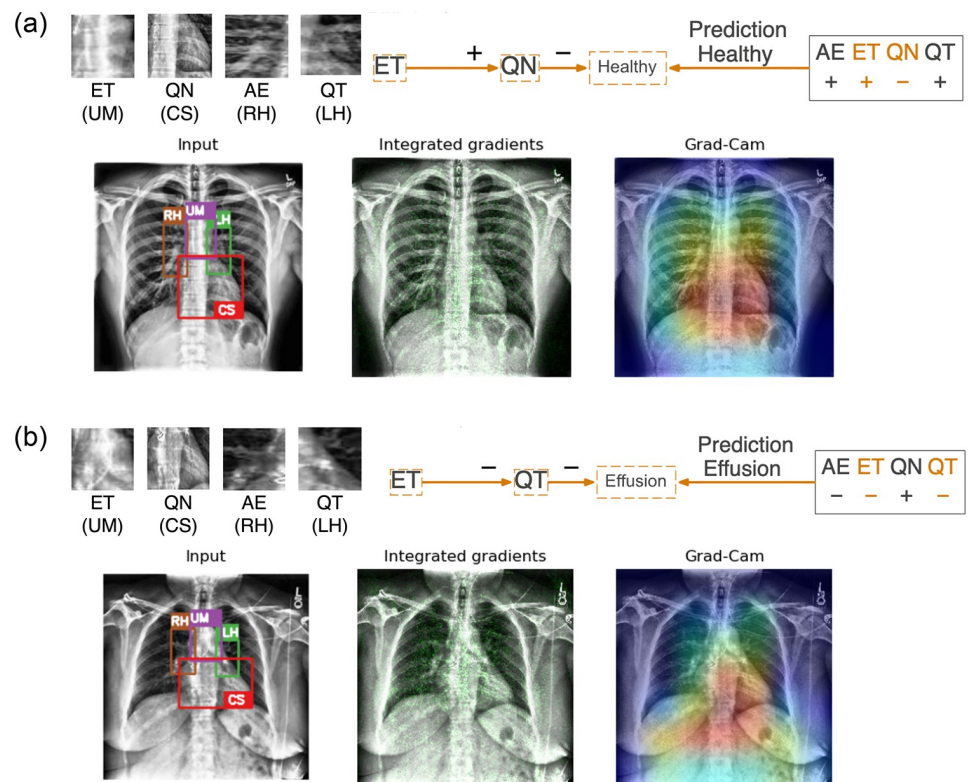 (a)
ET QN AE QT
(UM) (CS) (RH) (LH)
ET + QN − Healthy
Prediction
Healthy
AE ET QN QT
+ + − +
Input Integrated gradients Grad-Cam
RH UM LH
CS
L
L
L
(b)
ET QN AE QT
(UM) (CS) (RH) (LH)
ET − QT − Effusion
Prediction
Effusion
AE ET QN QT
− − + −
Input Integrated gradients Grad-Cam
RH UM
LH
CS